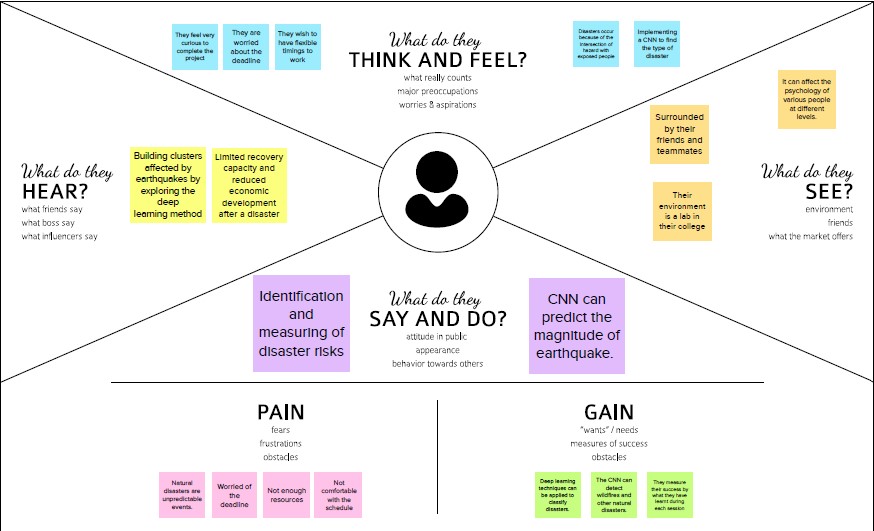 They feel very
curious to
complete the
project
They are
worried
about the
deadline
They wish to
have flexible
timings to
work
What do they
THINK AND FEEL?
what really counts
major preoccupations
worries & aspirations
Disasters occur
because of the
intersection of
hazard with
exposed people
Implementing
a CNN to find
the type of
disaster
What do they
HEAR?
what friends say
what boss say
what influencers say
Building clusters
affected by
earthquakes by
exploring the
deep
learning method
Limited recovery
capacity and
reduced
economic
development
after a disaster
Surrounded
by their
friends and
teammates
It can affect the
psychology of
various people
at different
levels.
Their
environment
is a lab in
their college
What do they
SEE?
environment
friends
what the market offers
Identification
and
measuring of
disaster risks
What do they
SAY AND DO?
attitude in public
appearance
behavior towards others
CNN can
predict the
magnitude of
earthquake.
PAIN
fears
frustrations
obstacles
Natural
disasters are
unpredictable
events.
Worried of
the
deadline
Not enough
resources
Not
comfortable
with the
schedule
GAIN
"wants" / needs
measures of success
obstacles
Deep learning
techniques can
be applied to
classify
disasters.
The CNN can
detect
wildfires and
other natural
disasters.
They measure
their success by
what they have
learnt during
each session